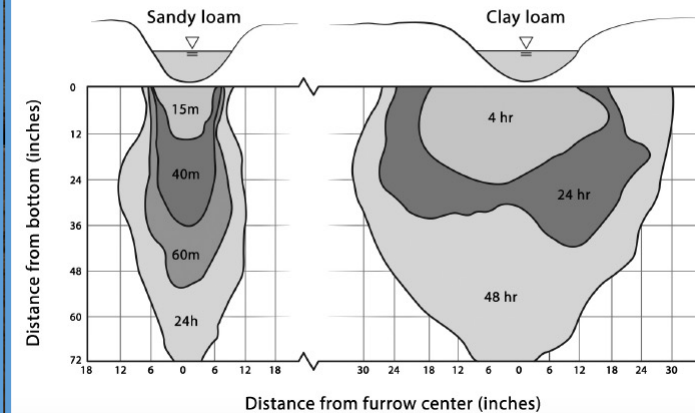 Sandy loam
Clay loam
Distance from bottom (inches)
0
12
24
36
48
60
72
15m
40m
60m
24h
4 hr
24 hr
48 hr
18 12 6 0 6 12 18
30 24 18 12 6 0 6 12 18 24 30
Distance from furrow center (inches)